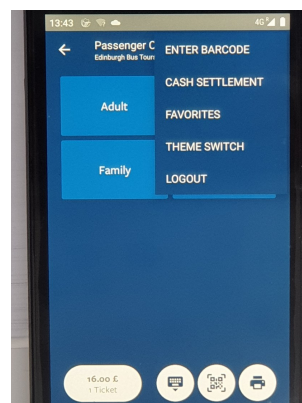 13:43
4G
Passenger C
Edinburgh Bus Tour
ENTER BARCODE
CASH SETTLEMENT
FAVORITES
THEME SWITCH
LOGOUT
Adult
Family
16.00 £
1 Ticket